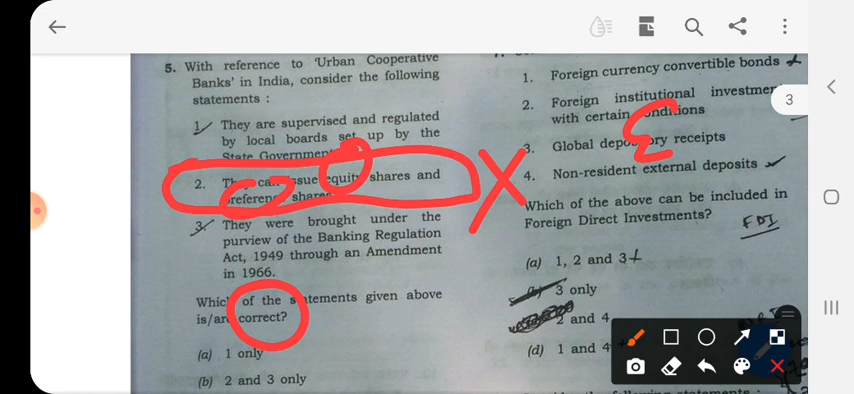 5. With reference to 'Urban Cooperative
Banks' in India, consider the following
statements :
1. They are supervised and regulated
by local boards set up by the
State Government
2. They can issue equity shares and
preference shares
3. They were brought under the
purview of the Banking Regulation
Act, 1949 through an Amendment
in 1966.
Which of the statements given above
is/are correct?
(a) 1 only
(b) 2 and 3 only
1. Foreign currency convertible bonds
2. Foreign institutional investment
with certain conditions
3. Global depository receipts
4. Non-resident external deposits
Which of the above can be included in
Foreign Direct Investments?
FDI
(a) 1, 2 and 3
3 only
2 and 4
(d) 1 and 4
3